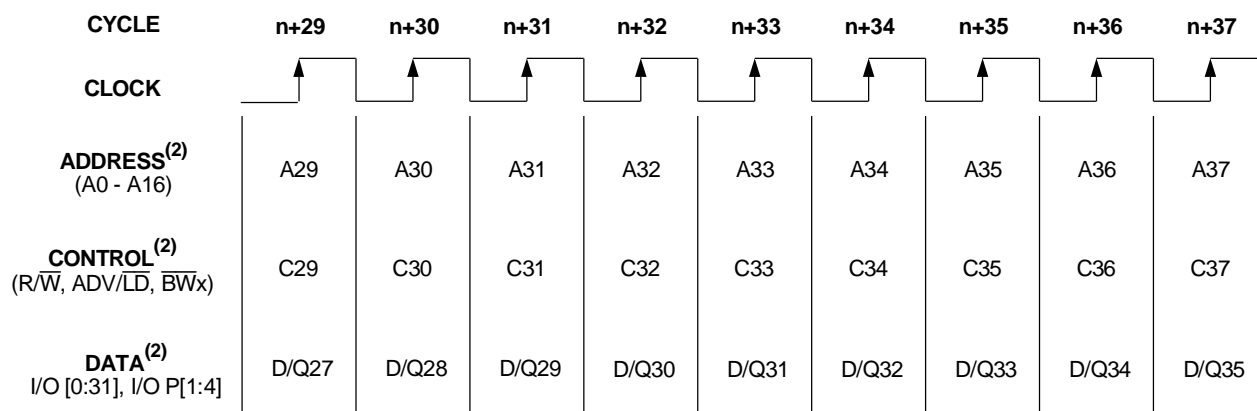 CYCLE n+29 n+30 n+31 n+32 n+33 n+34 n+35 n+36 n+37
CLOCK
ADDRESS(2)
(A0 - A16) A29 A30 A31 A32 A33 A34 A35 A36 A37
CONTROL(2)
(R/W̅, ADV/L̅D̅, B̅W̅x) C29 C30 C31 C32 C33 C34 C35 C36 C37
DATA(2)
I/O [0:31], I/O P[1:4] D/Q27 D/Q28 D/Q29 D/Q30 D/Q31 D/Q32 D/Q33 D/Q34 D/Q35